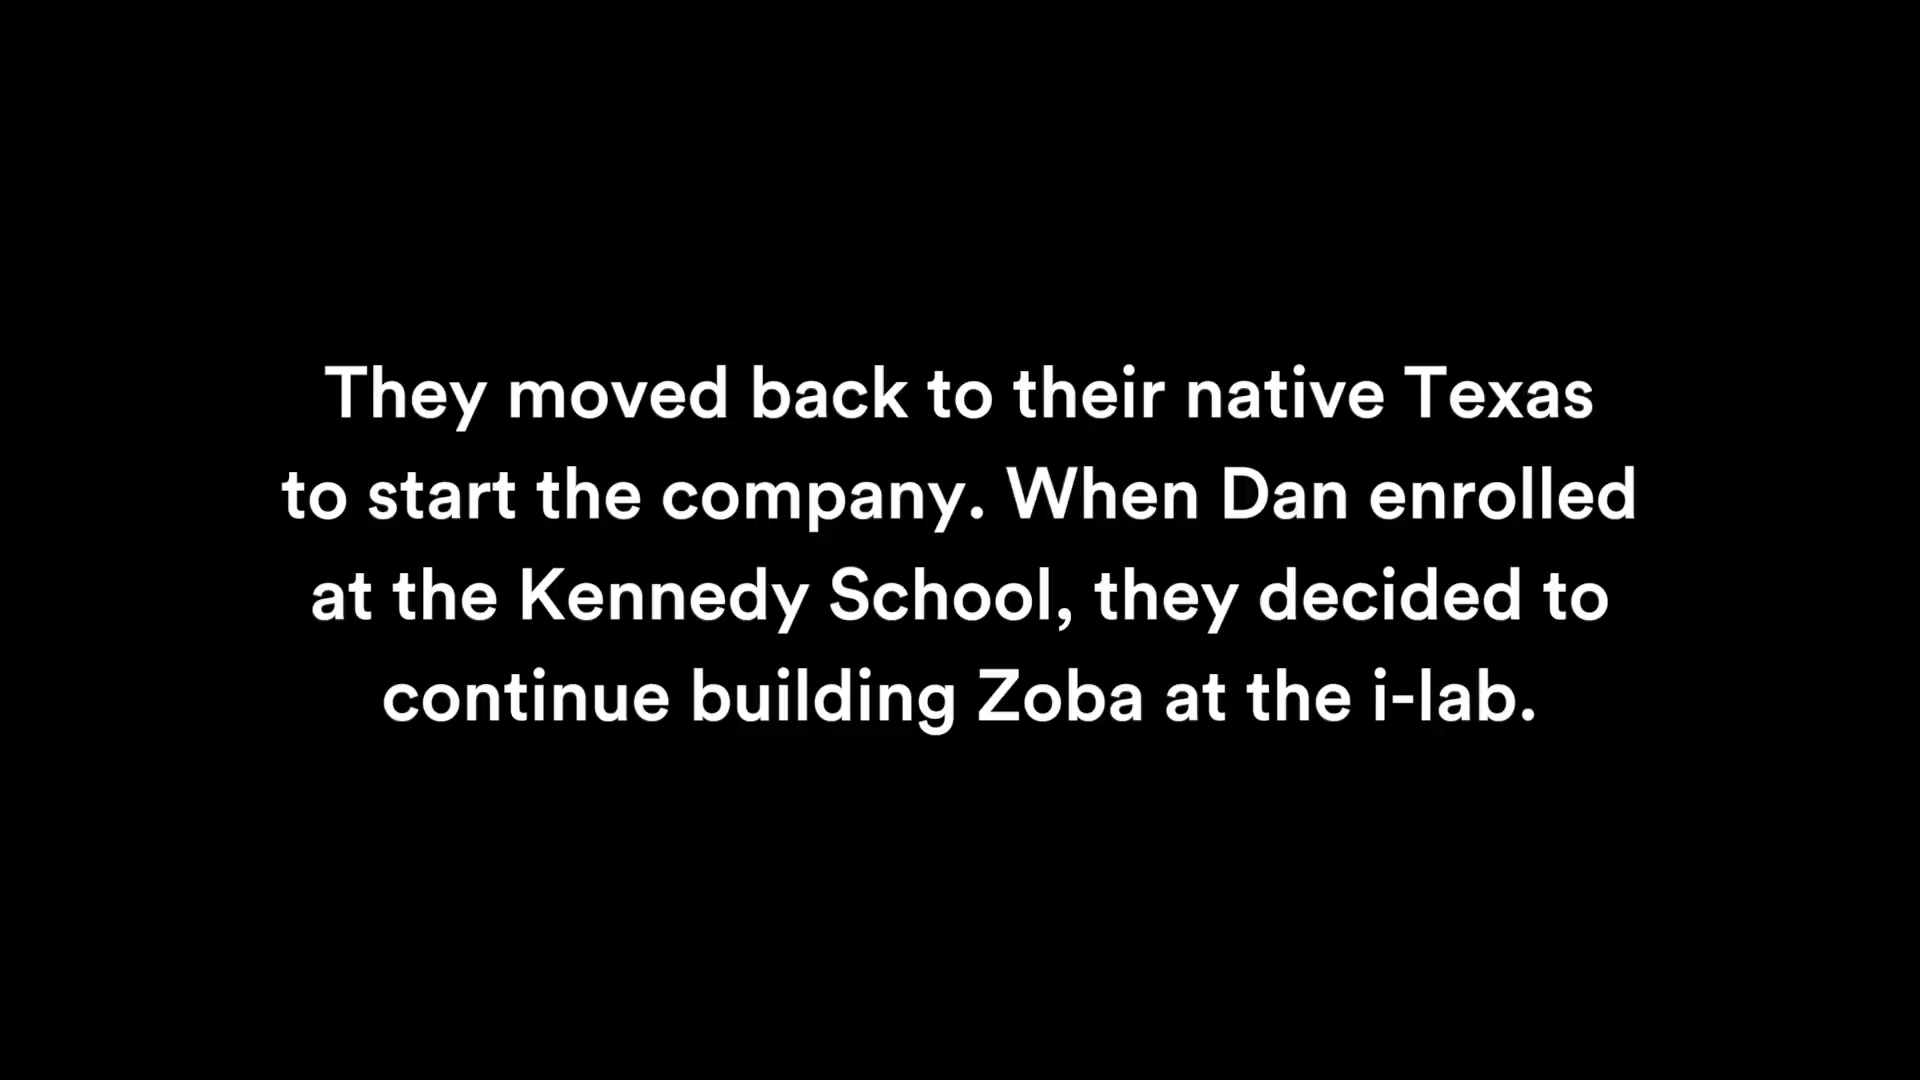 They moved back to their native Texas
to start the company. When Dan enrolled
at the Kennedy School, they decided to
continue building Zoba at the i-lab.